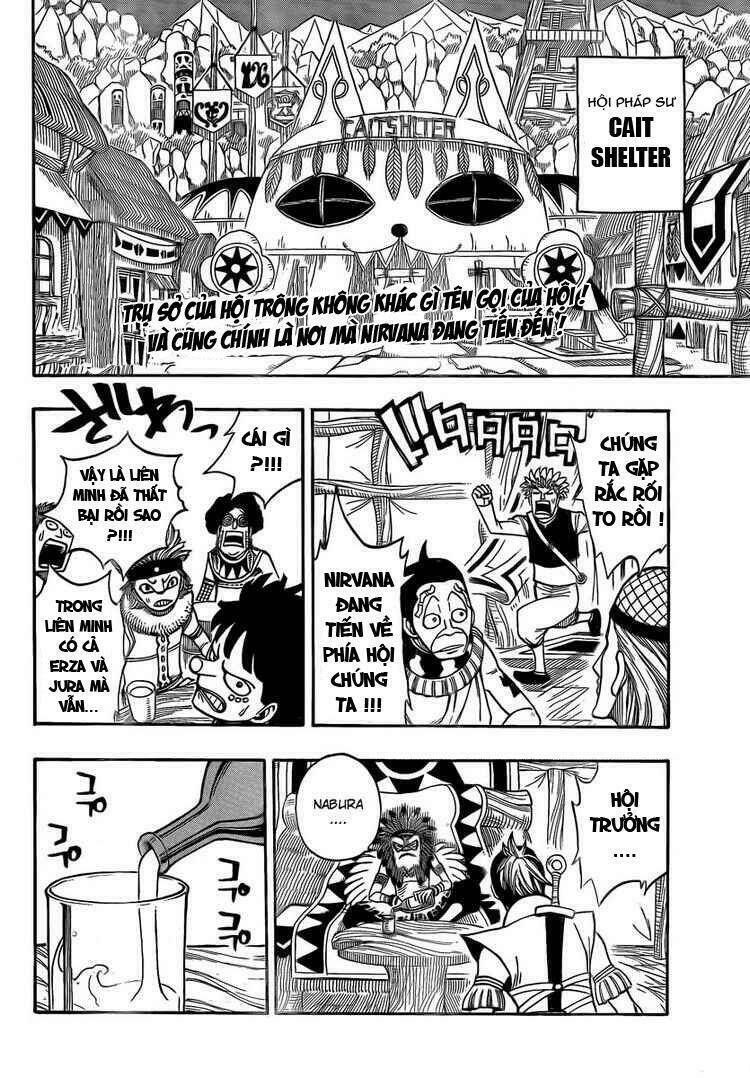 HỘI PHÁP SƯ
CAIT
SHELTER
CAITSHLTER
TRỤ SỞ CỦA HỘI TRÔNG KHÔNG KHÁC GÌ TÊN GỌI CỦA HỘI !
VÀ CŨNG CHÍNH LÀ NƠI MÀ NIRVANA ĐANG TIẾN ĐẾN !
CHÚNG
TA GẶP
RẮC RỐI
TO RỒI !
NIRVANA
ĐANG
TIẾN VỀ
PHÍA HỘI
CHÚNG
TA !!!
CÁI GÌ
?!!!
VẬY LÀ LIÊN
MINH ĐÃ THẤT
BẠI RỒI SAO
?!!!
TRONG
LIÊN MINH
CÓ CẢ
ERZA VÀ
JURA MÀ
VẪN...
HỘI
TRƯỞNG
....
NABURA
....